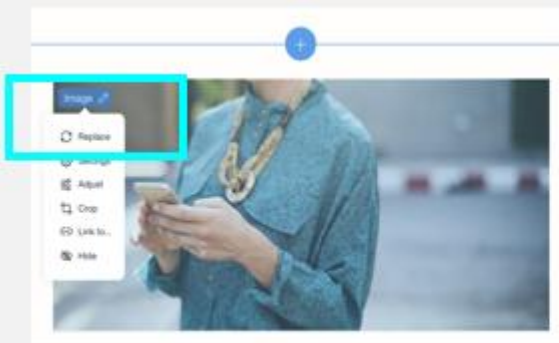 Image
Replace
Settings
Adjust
Crop
Link to...
Hide